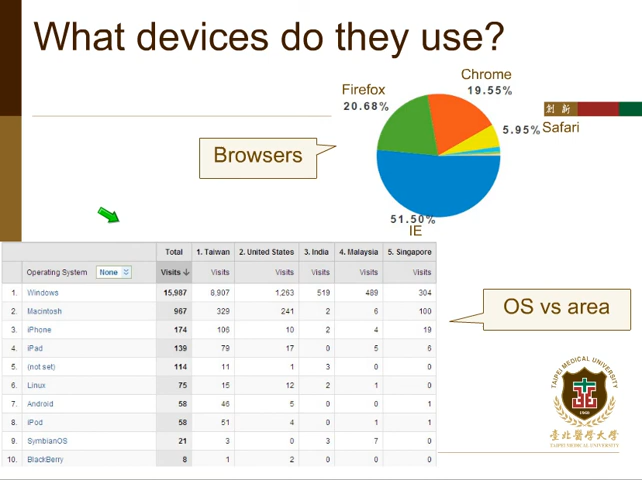 What devices do they use?
Chrome
19.55%
Firefox
20.68%
創新
5.95% Safari
Browsers
51.50%
IE
Total 1. Taiwan 2. United States 3. India 4. Malaysia 5. Singapore
Operating System None Visits Visits Visits Visits Visits Visits
1. Windows 15,987 8,907 1,263 519 489 304
2. Macintosh 967 329 241 2 6 100
3. iPhone 174 106 10 2 4 19
4. iPad 139 79 17 0 5 6
5. (not set) 114 11 1 3 0 0
6. Linux 75 15 12 2 1 0
7. Android 58 46 5 0 0 1
8. iPod 58 51 4 0 1 1
9. SymbianOS 21 3 0 3 7 0
10. BlackBerry 8 1 2 0 0 0
OS vs area
TAIPEI MEDICAL UNIVERSITY
1960
臺北醫學大學
TAIPEI MEDICAL UNIVERSITY